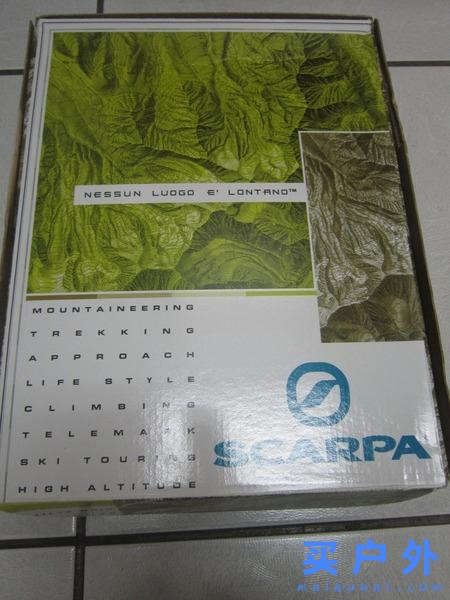 NESSUN LUOGO E' LONTANO™
MOUNTAINEERING
TREKKING
APPROACH
LIFE STYLE
CLIMBING
TELEMARK
SKI TOURING
HIGH ALTITUDE
SCARPA
买户外